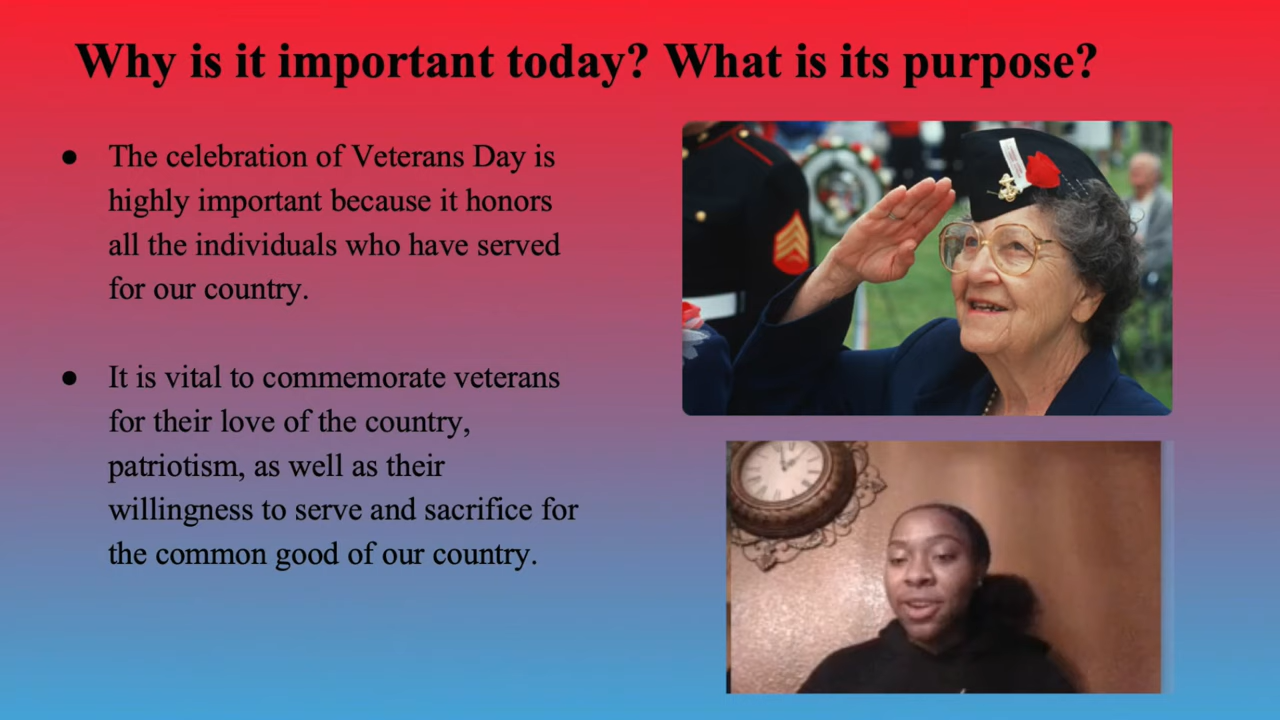 Why is it important today? What is its purpose?
● The celebration of Veterans Day is
highly important because it honors
all the individuals who have served
for our country.
● It is vital to commemorate veterans
for their love of the country,
patriotism, as well as their
willingness to serve and sacrifice for
the common good of our country.